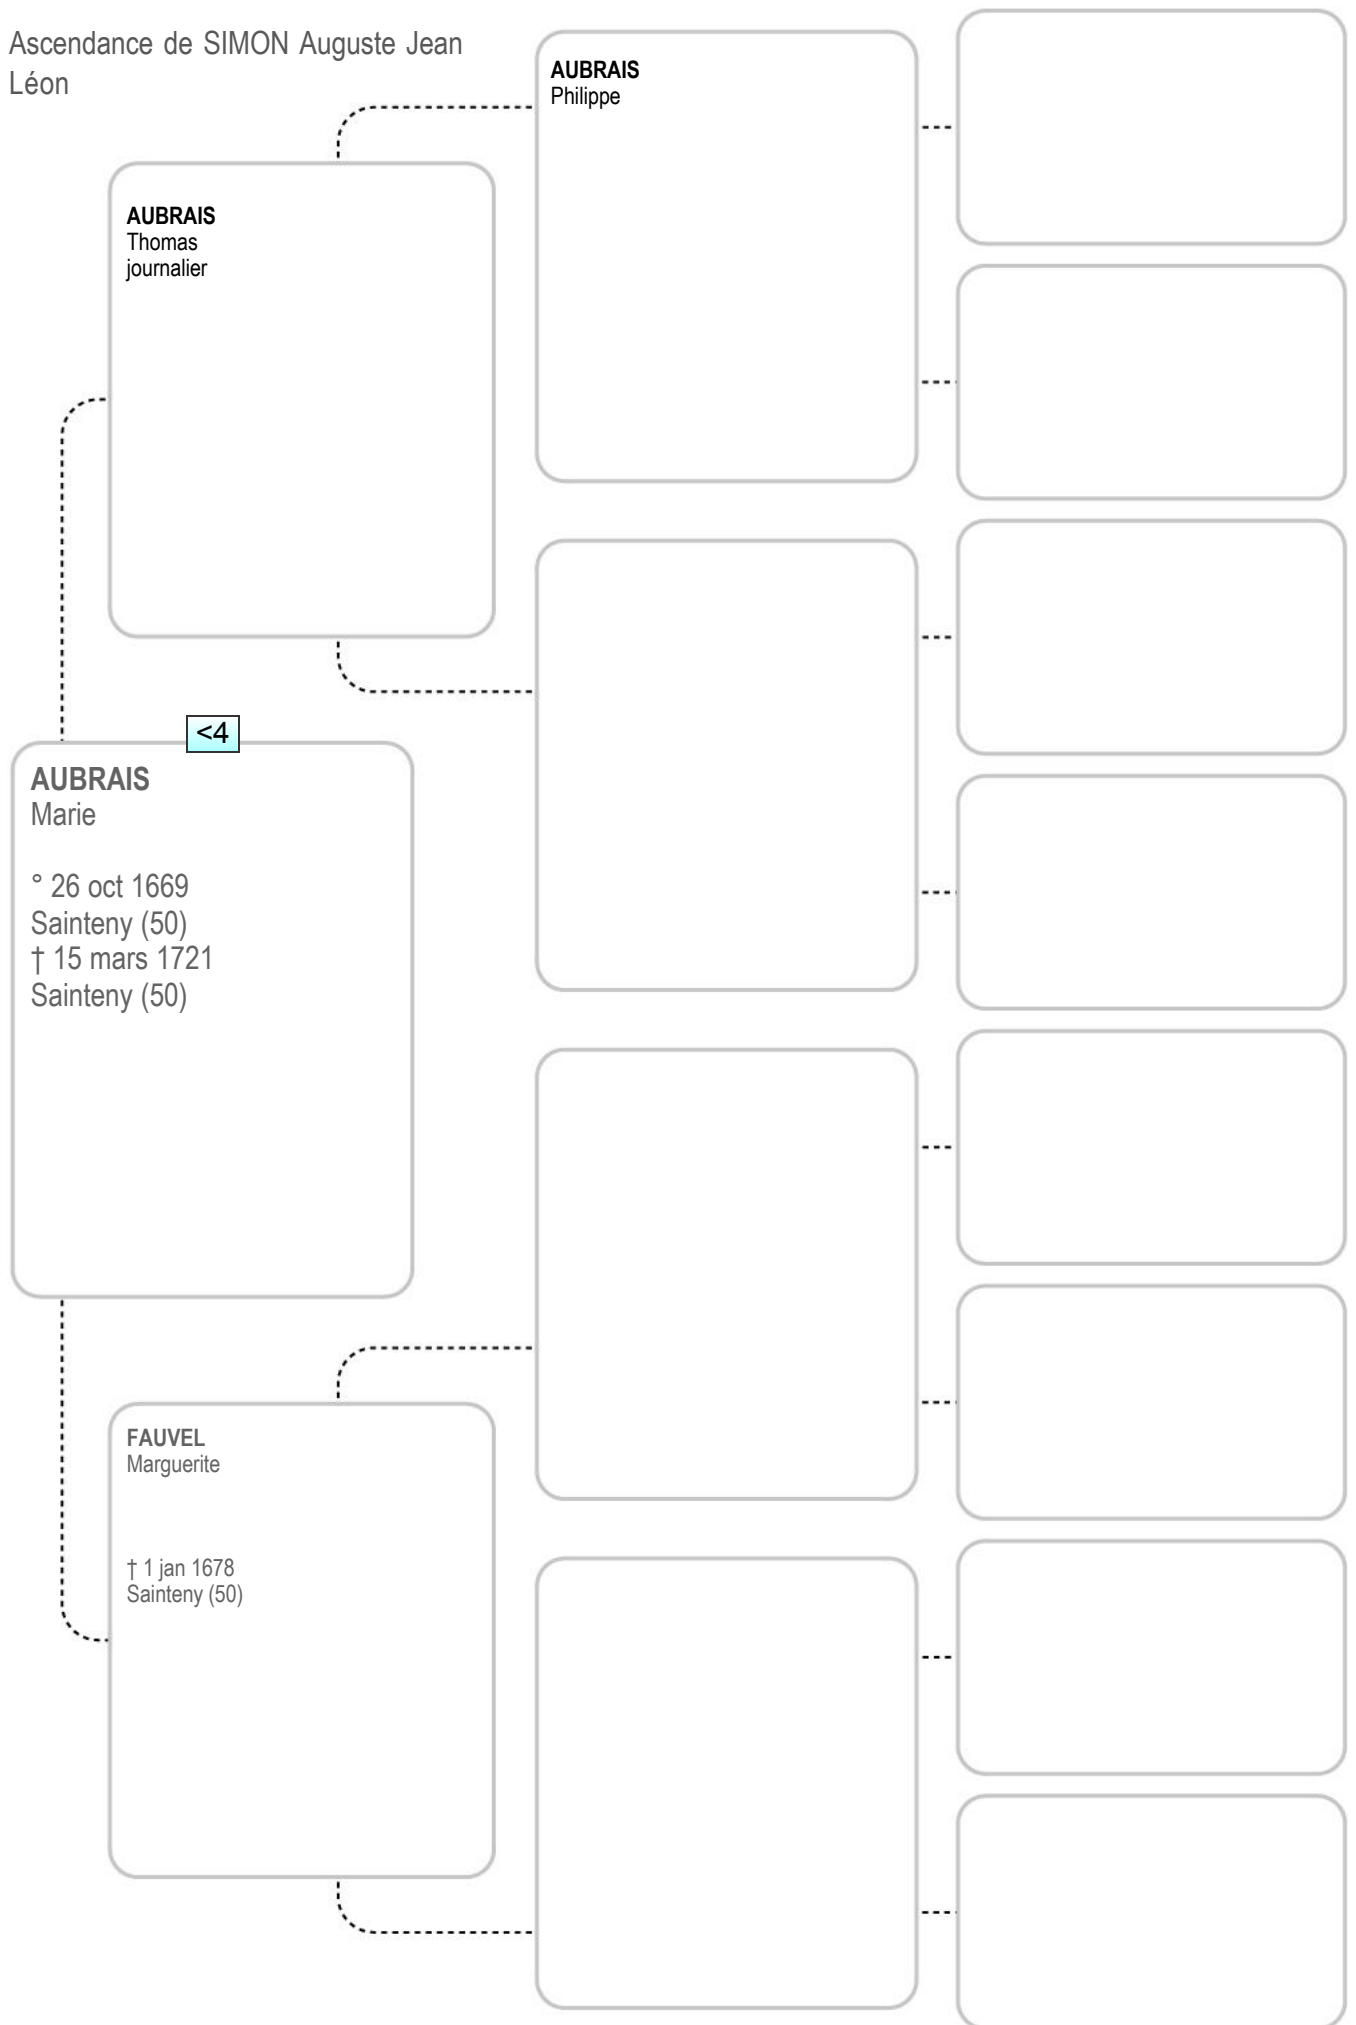 Ascendance de SIMON Auguste Jean
Léon
AUBRAIS
Philippe
AUBRAIS
Thomas
journalier
<4
AUBRAIS
Marie
° 26 oct 1669
Sainteny (50)
† 15 mars 1721
Sainteny (50)
FAUVEL
Marguerite
† 1 jan 1678
Sainteny (50)